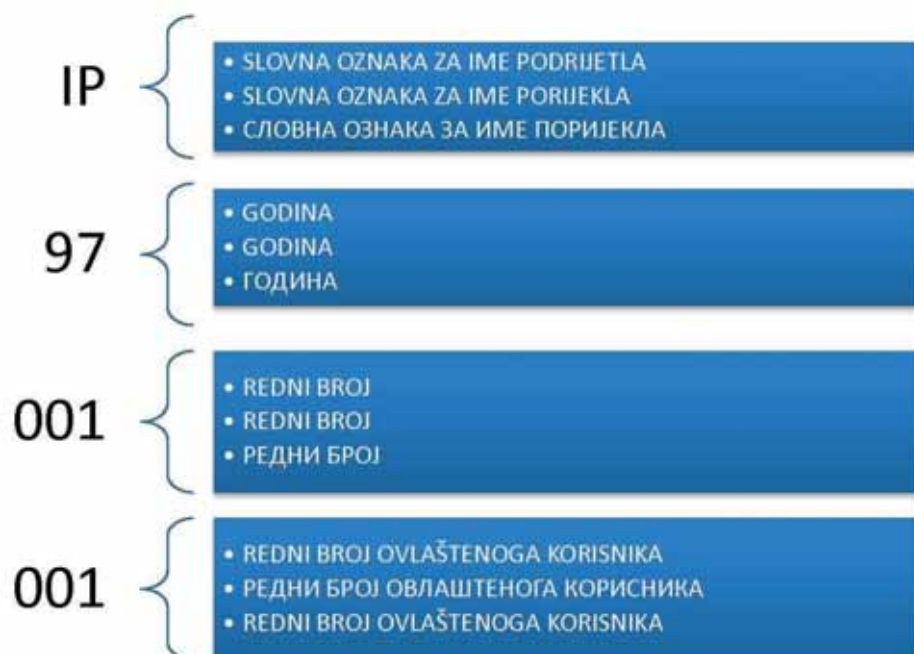 IP
• SLOVNA OZNAKA ZA IME PODRIJETLA
• SLOVNA OZNAKA ZA IME PORIJEKLA
• СЛОВНА ОЗНАКА ЗА ИМЕ ПОРИЈЕКЛА
97
• GODINA
• GODINA
• ГОДИНА
001
• REDNI BROJ
• REDNI BROJ
• РЕДНИ БРОЈ
001
• REDNI BROJ OVLAŠTENOGA KORISNIKA
• РЕДНИ БРОЈ ОВЛАШТЕНОГА КОРИСНИКА
• REDNI BROJ OVLAŠTENOGA KORISNIKA